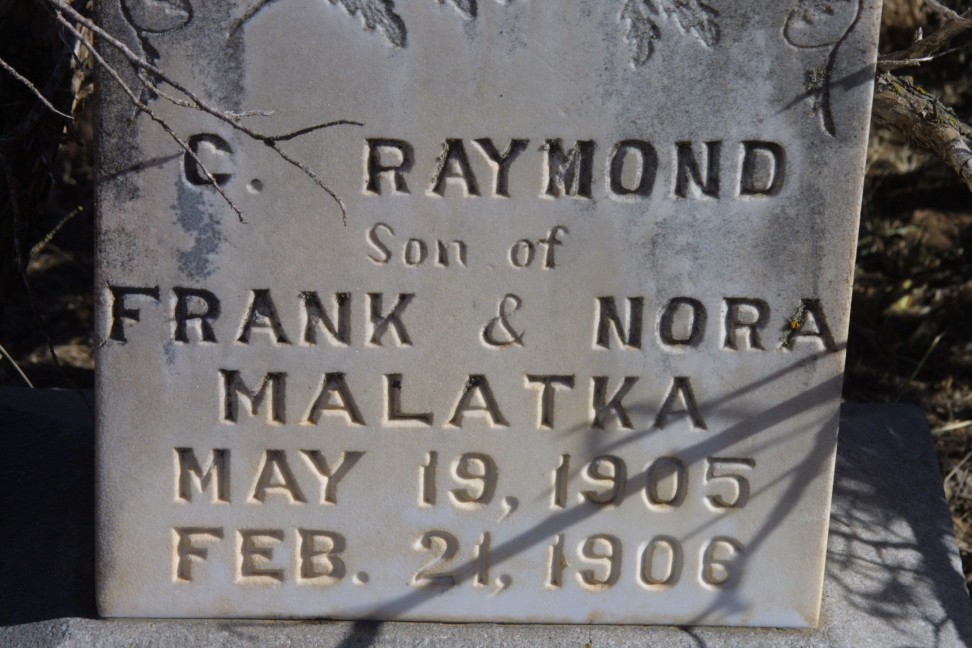 C. RAYMOND
Son of
FRANK & NORA
MALATKA
MAY 19, 1905
FEB. 21, 1906